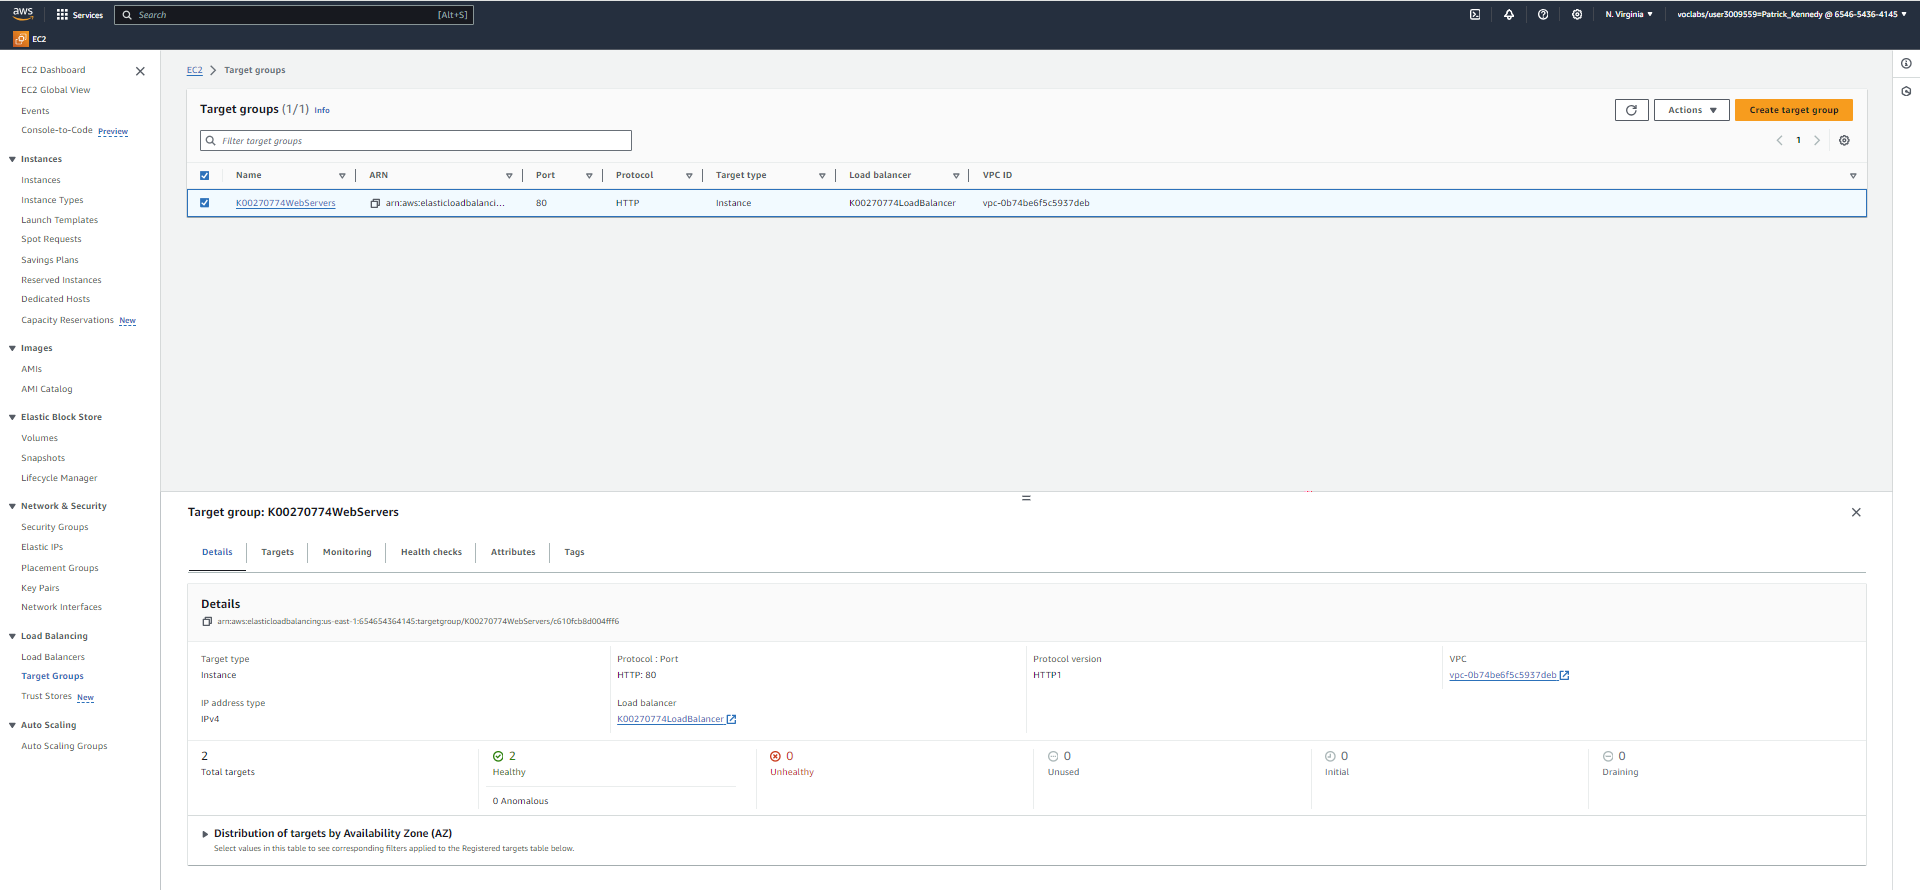 aws Services Search [Alt+S] N. Virginia voclabs/user3009559=Patrick_Kennedy @ 6546-5436-4145
EC2
EC2 Dashboard
EC2 Global View
Events
Console-to-Code Preview
Instances
Instances
Instance Types
Launch Templates
Spot Requests
Savings Plans
Reserved Instances
Dedicated Hosts
Capacity Reservations New
Images
AMIs
AMI Catalog
Elastic Block Store
Volumes
Snapshots
Lifecycle Manager
Network & Security
Security Groups
Elastic IPs
Placement Groups
Key Pairs
Network Interfaces
Load Balancing
Load Balancers
Target Groups
Trust Stores New
Auto Scaling
Auto Scaling Groups
EC2 > Target groups
Target groups (1/1) Info
Actions Create target group
Filter target groups
1
Name ARN Port Protocol Target type Load balancer VPC ID
K00270774WebServers arn:aws:elasticloadbalanci... 80 HTTP Instance K00270774LoadBalancer vpc-0b74be6f5c5937deb
Target group: K00270774WebServers
Details Targets Monitoring Health checks Attributes Tags
Details
arn:aws:elasticloadbalancing:us-east-1:654654364145:targetgroup/K00270774WebServers/c610fcb8d004fff6
Target type
Instance
Protocol : Port
HTTP: 80
Protocol version
HTTP1
VPC
vpc-0b74be6f5c5937deb
IP address type
IPv4
Load balancer
K00270774LoadBalancer
2
Total targets
2
Healthy
0 Anomalous
0
Unhealthy
0
Unused
0
Initial
0
Draining
Distribution of targets by Availability Zone (AZ)
Select values in this table to see corresponding filters applied to the Registered targets table below.